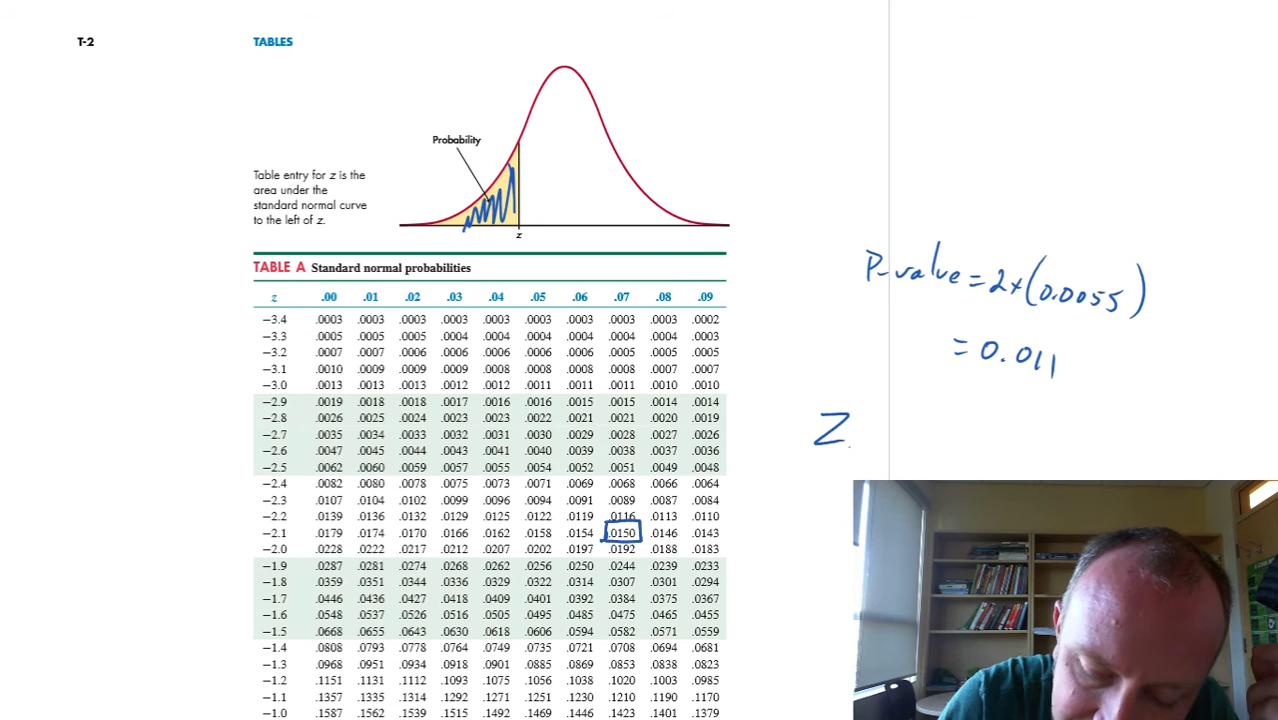 T-2 TABLES
Probability
Table entry for z is the
area under the
standard normal curve
to the left of z.
z
TABLE A Standard normal probabilities
z .00 .01 .02 .03 .04 .05 .06 .07 .08 .09
−3.4 .0003 .0003 .0003 .0003 .0003 .0003 .0003 .0003 .0003 .0002
−3.3 .0005 .0005 .0005 .0004 .0004 .0004 .0004 .0004 .0004 .0003
−3.2 .0007 .0007 .0006 .0006 .0006 .0006 .0006 .0005 .0005 .0005
−3.1 .0010 .0009 .0009 .0009 .0008 .0008 .0008 .0008 .0007 .0007
−3.0 .0013 .0013 .0013 .0012 .0012 .0011 .0011 .0011 .0010 .0010
−2.9 .0019 .0018 .0018 .0017 .0016 .0016 .0015 .0015 .0014 .0014
−2.8 .0026 .0025 .0024 .0023 .0023 .0022 .0021 .0021 .0020 .0019
−2.7 .0035 .0034 .0033 .0032 .0031 .0030 .0029 .0028 .0027 .0026
−2.6 .0047 .0045 .0044 .0043 .0041 .0040 .0039 .0038 .0037 .0036
−2.5 .0062 .0060 .0059 .0057 .0055 .0054 .0052 .0051 .0049 .0048
−2.4 .0082 .0080 .0078 .0075 .0073 .0071 .0069 .0068 .0066 .0064
−2.3 .0107 .0104 .0102 .0099 .0096 .0094 .0091 .0089 .0087 .0084
−2.2 .0139 .0136 .0132 .0129 .0125 .0122 .0119 .0116 .0113 .0110
−2.1 .0179 .0174 .0170 .0166 .0162 .0158 .0154 .0150 .0146 .0143
−2.0 .0228 .0222 .0217 .0212 .0207 .0202 .0197 .0192 .0188 .0183
−1.9 .0287 .0281 .0274 .0268 .0262 .0256 .0250 .0244 .0239 .0233
−1.8 .0359 .0351 .0344 .0336 .0329 .0322 .0314 .0307 .0301 .0294
−1.7 .0446 .0436 .0427 .0418 .0409 .0401 .0392 .0384 .0375 .0367
−1.6 .0548 .0537 .0526 .0516 .0505 .0495 .0485 .0475 .0465 .0455
−1.5 .0668 .0655 .0643 .0630 .0618 .0606 .0594 .0582 .0571 .0559
−1.4 .0808 .0793 .0778 .0764 .0749 .0735 .0721 .0708 .0694 .0681
−1.3 .0968 .0951 .0934 .0918 .0901 .0885 .0869 .0853 .0838 .0823
−1.2 .1151 .1131 .1112 .1093 .1075 .1056 .1038 .1020 .1003 .0985
−1.1 .1357 .1335 .1314 .1292 .1271 .1251 .1230 .1210 .1190 .1170
−1.0 .1587 .1562 .1539 .1515 .1492 .1469 .1446 .1423 .1401 .1379
P-value = 2×(0.0055)
= 0.011
Z